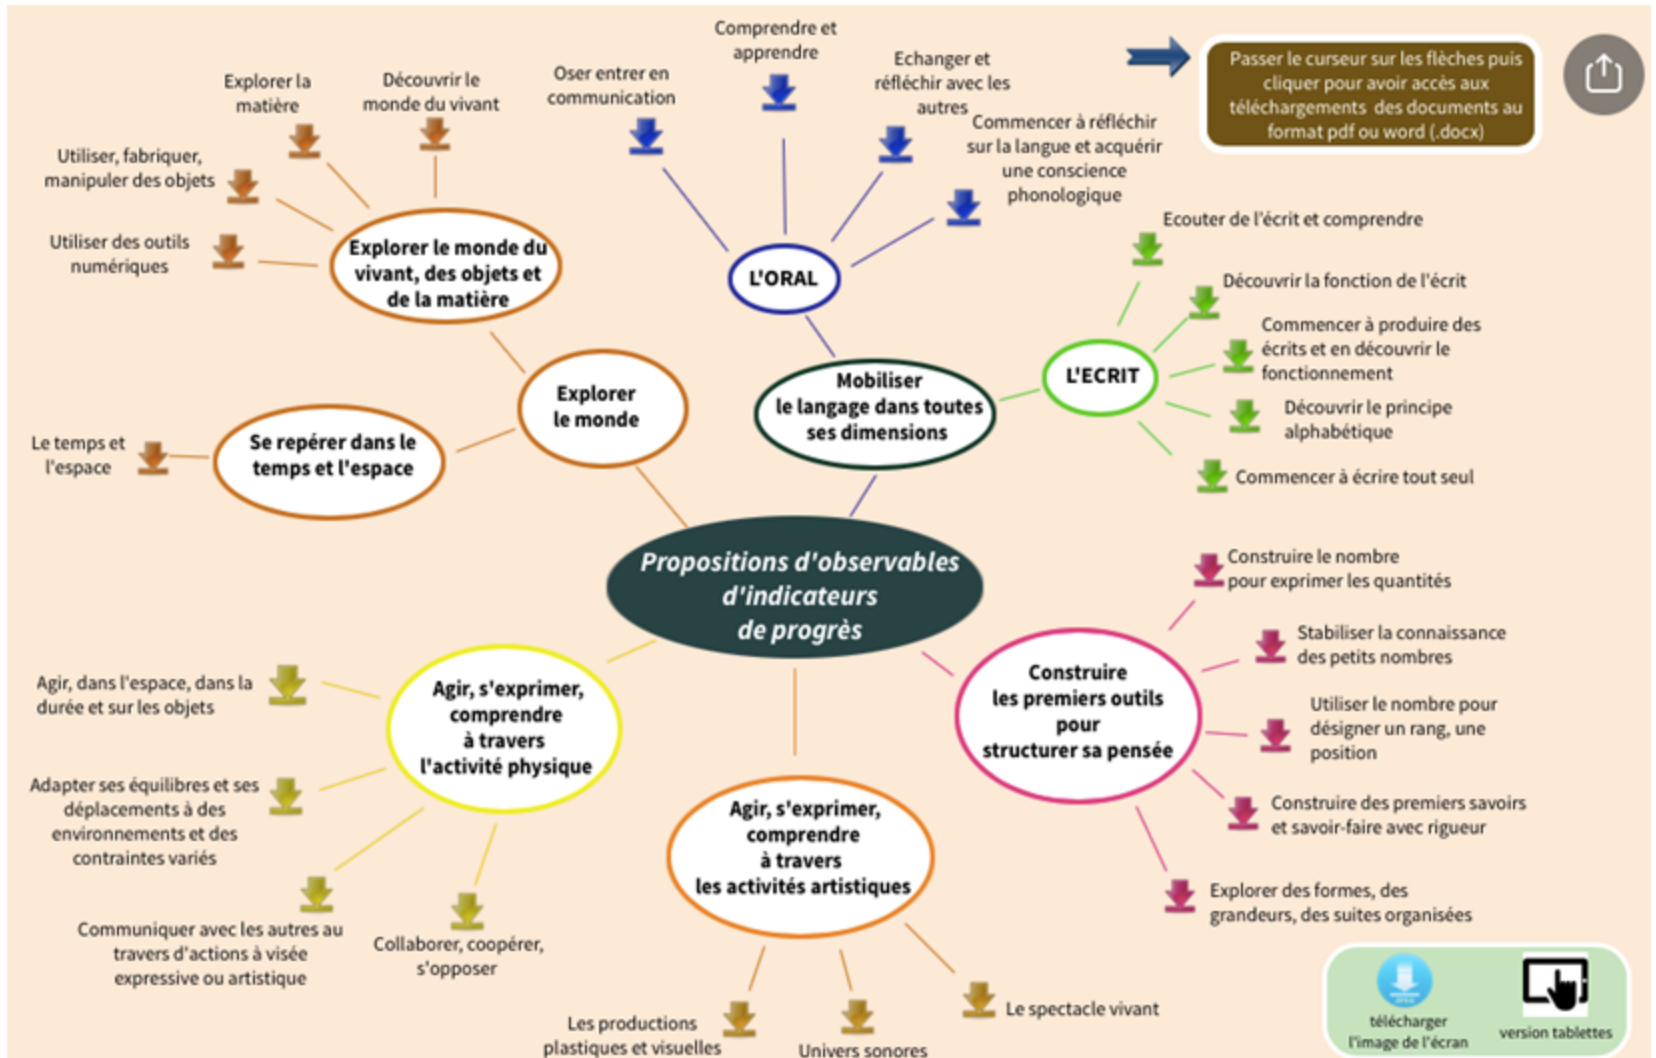 Passer le curseur sur les flèches puis
cliquer pour avoir accès aux
téléchargements des documents au
format pdf ou word (.docx)
Explorer la
matière
Découvrir le
monde du vivant
Utiliser, fabriquer,
manipuler des objets
Utiliser des outils
numériques
Explorer le monde du
vivant, des objets et
de la matière
Explorer
le monde
Se repérer dans le
temps et l'espace
Le temps et
l'espace
Oser entrer en
communication
Comprendre et
apprendre
Echanger et
réfléchir avec les
autres
Commencer à réfléchir
sur la langue et acquérir
une conscience
phonologique
L'ORAL
Mobiliser
le langage dans toutes
ses dimensions
L'ECRIT
Ecouter de l'écrit et comprendre
Découvrir la fonction de l'écrit
Commencer à produire des
écrits et en découvrir le
fonctionnement
Découvrir le principe
alphabétique
Commencer à écrire tout seul
Propositions d'observables
d'indicateurs
de progrès
Construire
les premiers outils
pour
structurer sa pensée
Construire le nombre
pour exprimer les quantités
Stabiliser la connaissance
des petits nombres
Utiliser le nombre pour
désigner un rang, une
position
Construire des premiers savoirs
et savoir-faire avec rigueur
Explorer des formes, des
grandeurs, des suites organisées
Agir, s'exprimer,
comprendre
à travers
l'activité physique
Agir, dans l'espace, dans la
durée et sur les objets
Adapter ses équilibres et ses
déplacements à des
environnements et des
contraintes variés
Communiquer avec les autres au
travers d'actions à visée
expressive ou artistique
Collaborer, coopérer,
s'opposer
Agir, s'exprimer,
comprendre
à travers
les activités artistiques
Les productions
plastiques et visuelles
Univers sonores
Le spectacle vivant
télécharger
l'image de l'écran
version tablettes